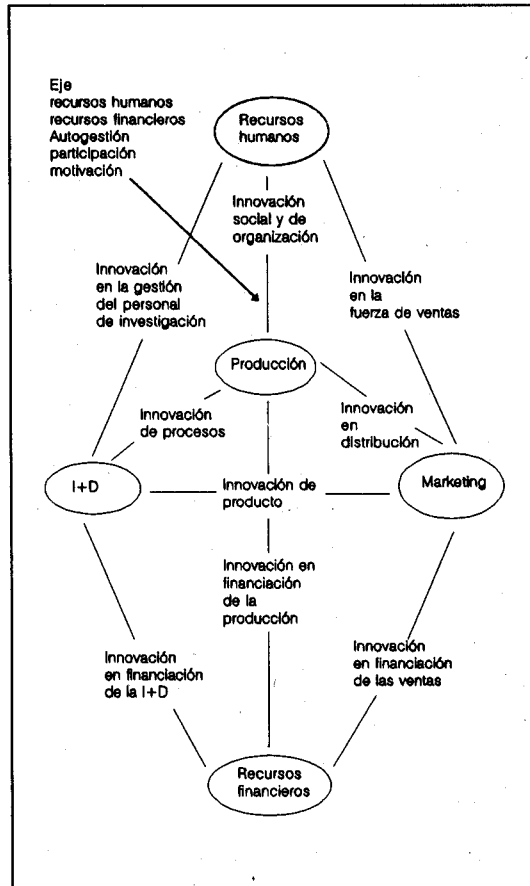 Eje
recursos humanos
recursos financieros
Autogestión
participación
motivación
Recursos
humanos
Innovación
social y de
organización
Innovación
en la gestión
del personal
de investigación
Innovación
en la
fuerza de ventas
Producción
Innovación
de procesos
Innovación
en
distribución
I+D
Innovación de
producto
Marketing
Innovación en
financiación
de la
producción
Innovación
en financiación
de la I+D
Innovación
en financiación
de las ventas
Recursos
financieros